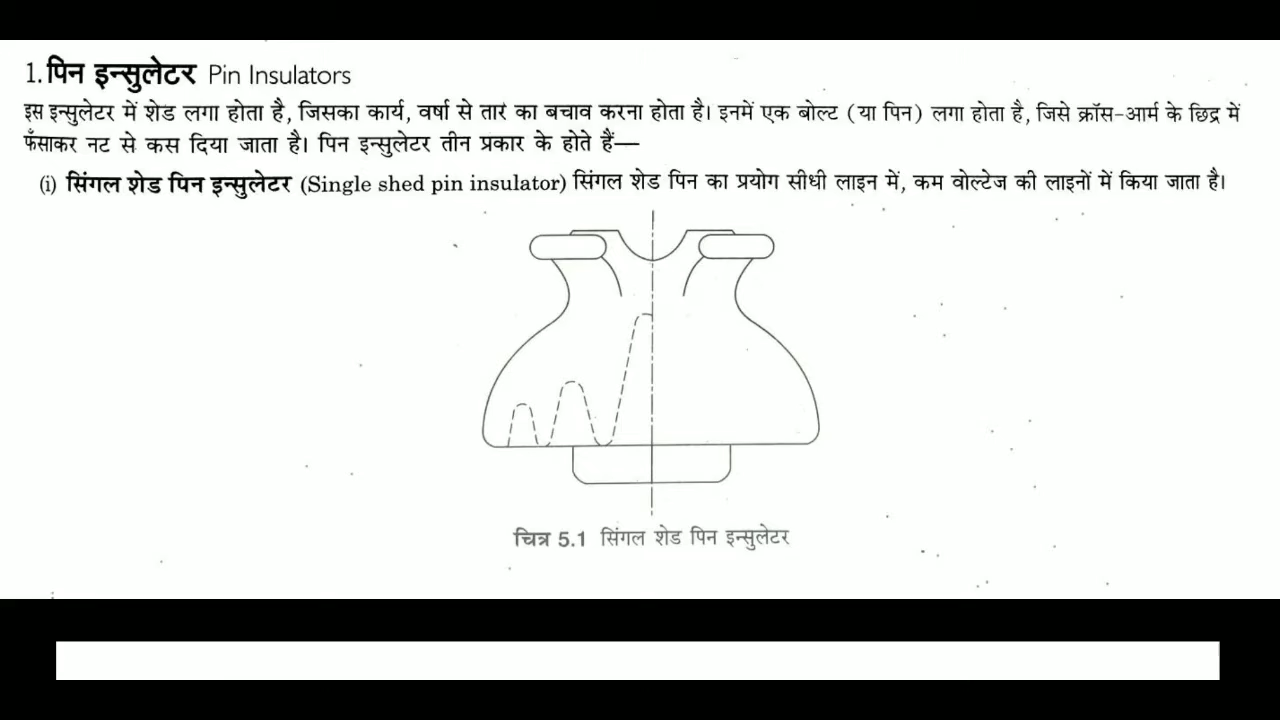 1. पिन इन्सुलेटर Pin Insulators
इस इन्सुलेटर में शेड लगा होता है, जिसका कार्य, वर्षा से तार का बचाव करना होता है। इनमें एक बोल्ट (या पिन) लगा होता है, जिसे क्रॉस-आर्म के छिद्र में
फँसाकर नट से कस दिया जाता है। पिन इन्सुलेटर तीन प्रकार के होते हैं—
(i) सिंगल शेड पिन इन्सुलेटर (Single shed pin insulator) सिंगल शेड पिन का प्रयोग सीधी लाइन में, कम वोल्टेज की लाइनों में किया जाता है।
चित्र 5.1 सिंगल शेड पिन इन्सुलेटर